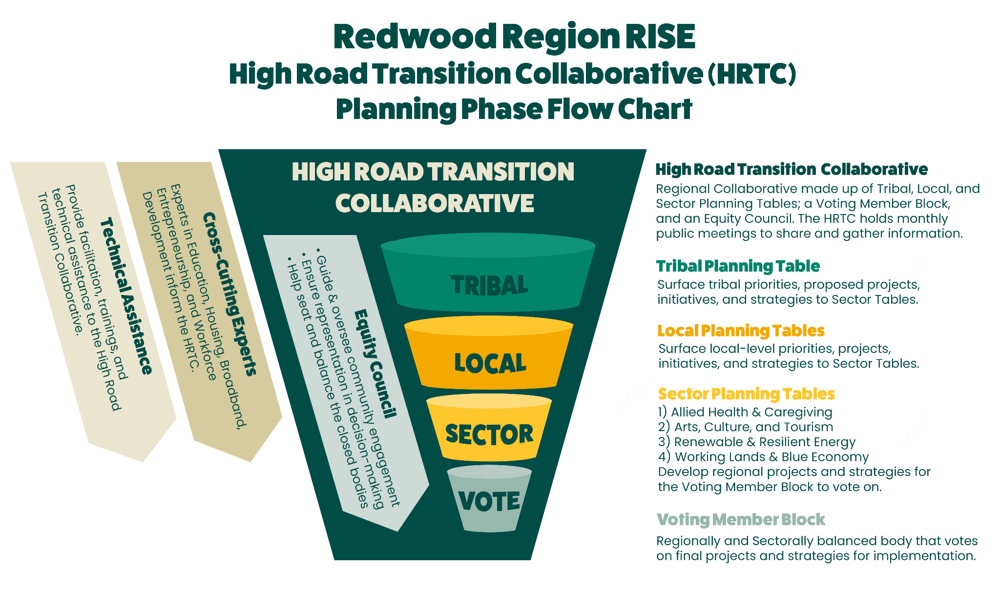 Redwood Region RISE
High Road Transition Collaborative (HRTC)
Planning Phase Flow Chart
Technical Assistance
Provide facilitation, trainings, and
technical assistance to the High Road
Transition Collaborative.
Cross-Cutting Experts
Experts in Education, Housing, Broadband,
Entrepreneurship, and Workforce
Development inform the HRTC.
HIGH ROAD TRANSITION
COLLABORATIVE
Equity Council
• Guide & oversee community engagement
• Ensure representation in decision-making
• Help seat and balance the closed bodies
TRIBAL
LOCAL
SECTOR
VOTE
High Road Transition Collaborative
Regional Collaborative made up of Tribal, Local, and
Sector Planning Tables; a Voting Member Block,
and an Equity Council. The HRTC holds monthly
public meetings to share and gather information.
Tribal Planning Table
Surface tribal priorities, proposed projects,
initiatives, and strategies to Sector Tables.
Local Planning Tables
Surface local-level priorities, projects,
initiatives, and strategies to Sector Tables.
Sector Planning Tables
1) Allied Health & Caregiving
2) Arts, Culture, and Tourism
3) Renewable & Resilient Energy
4) Working Lands & Blue Economy
Develop regional projects and strategies for
the Voting Member Block to vote on.
Voting Member Block
Regionally and Sectorally balanced body that votes
on final projects and strategies for implementation.